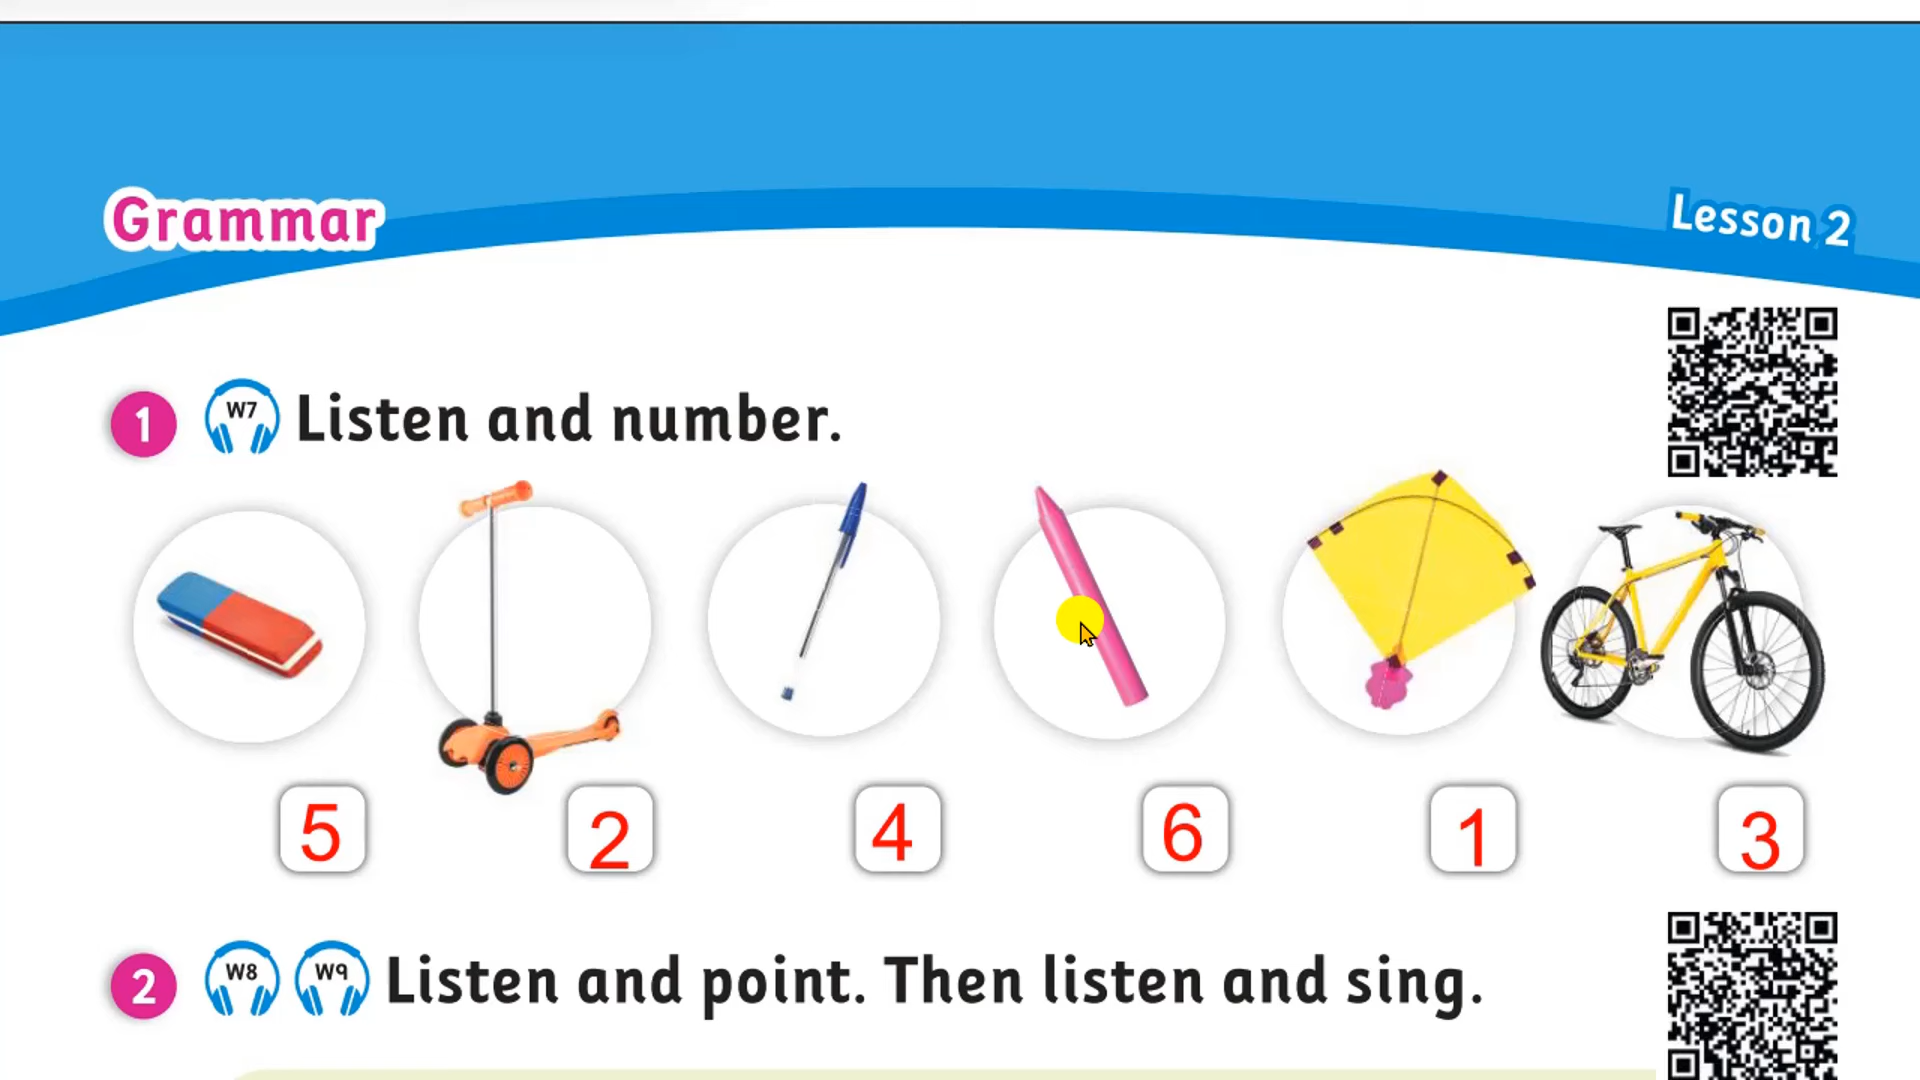 Grammar
Lesson 2
1 W7 Listen and number.
5 2 4 6 1 3
2 W8 W9 Listen and point. Then listen and sing.